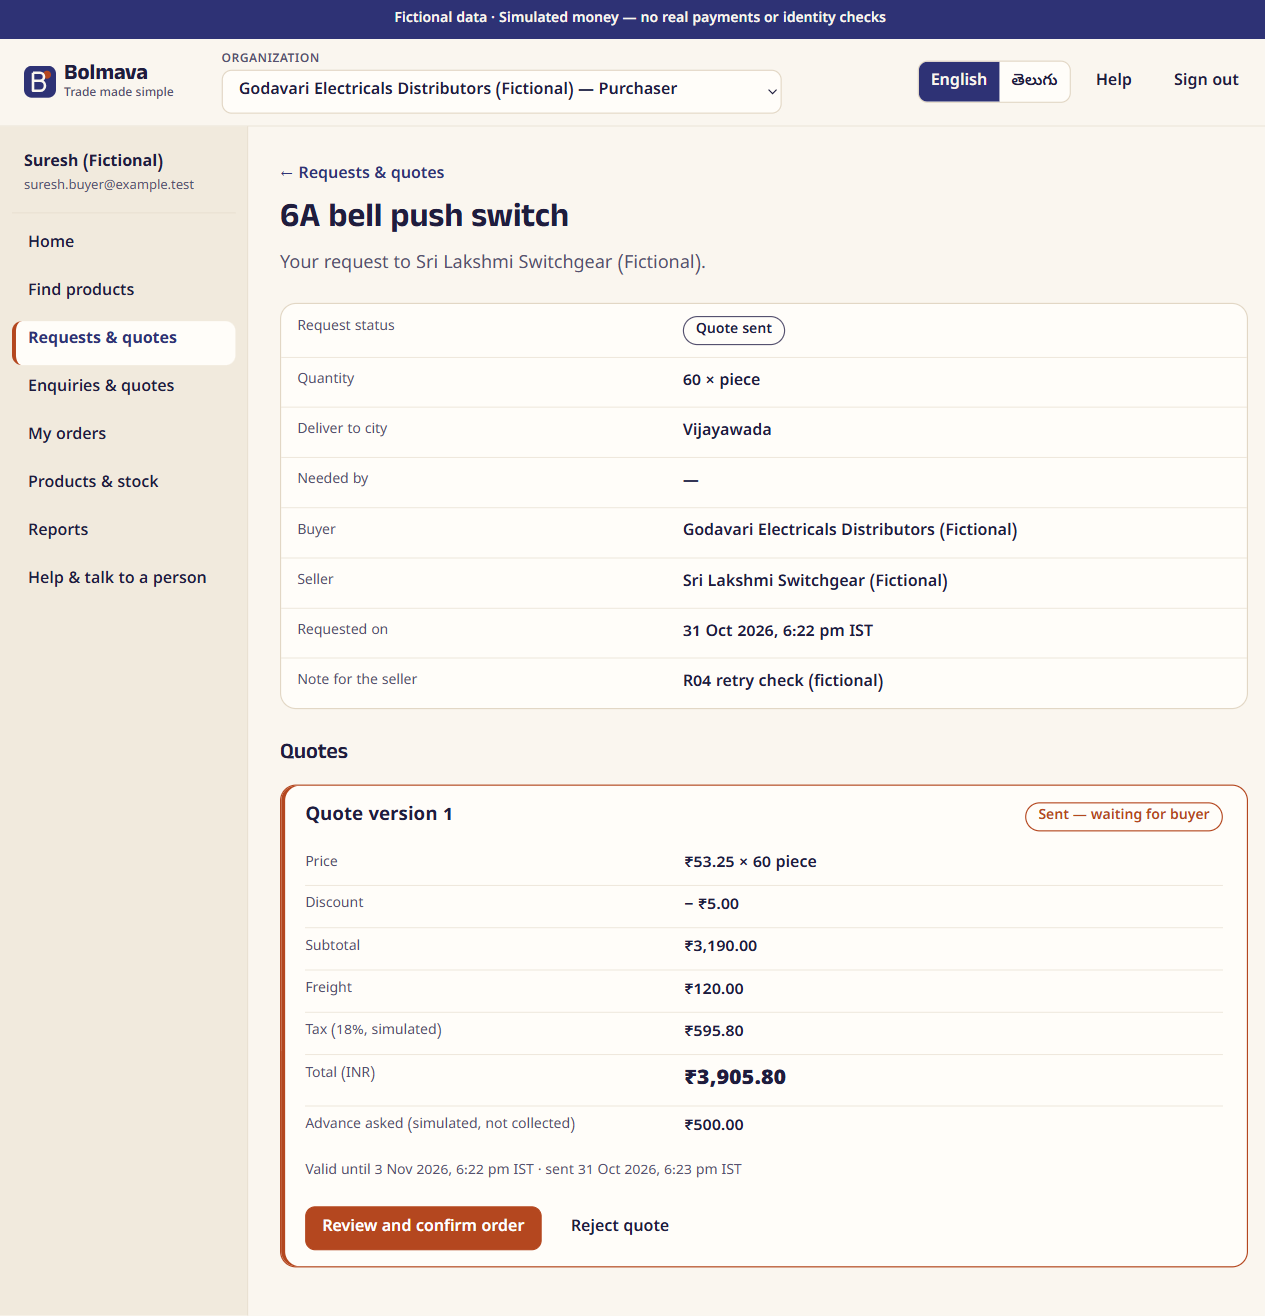 Fictional data · Simulated money — no real payments or identity checks
Bolmava
Trade made simple
ORGANIZATION
Godavari Electricals Distributors (Fictional) — Purchaser
English
తెలుగు
Help
Sign out
Suresh (Fictional)
suresh.buyer@example.test
Home
Find products
Requests & quotes
Enquiries & quotes
My orders
Products & stock
Reports
Help & talk to a person
← Requests & quotes
6A bell push switch
Your request to Sri Lakshmi Switchgear (Fictional).
Request status Quote sent
Quantity 60 × piece
Deliver to city Vijayawada
Needed by —
Buyer Godavari Electricals Distributors (Fictional)
Seller Sri Lakshmi Switchgear (Fictional)
Requested on 31 Oct 2026, 6:22 pm IST
Note for the seller R04 retry check (fictional)
Quotes
Quote version 1 Sent — waiting for buyer
Price ₹53.25 × 60 piece
Discount − ₹5.00
Subtotal ₹3,190.00
Freight ₹120.00
Tax (18%, simulated) ₹595.80
Total (INR) ₹3,905.80
Advance asked (simulated, not collected) ₹500.00
Valid until 3 Nov 2026, 6:22 pm IST · sent 31 Oct 2026, 6:23 pm IST
Review and confirm order Reject quote